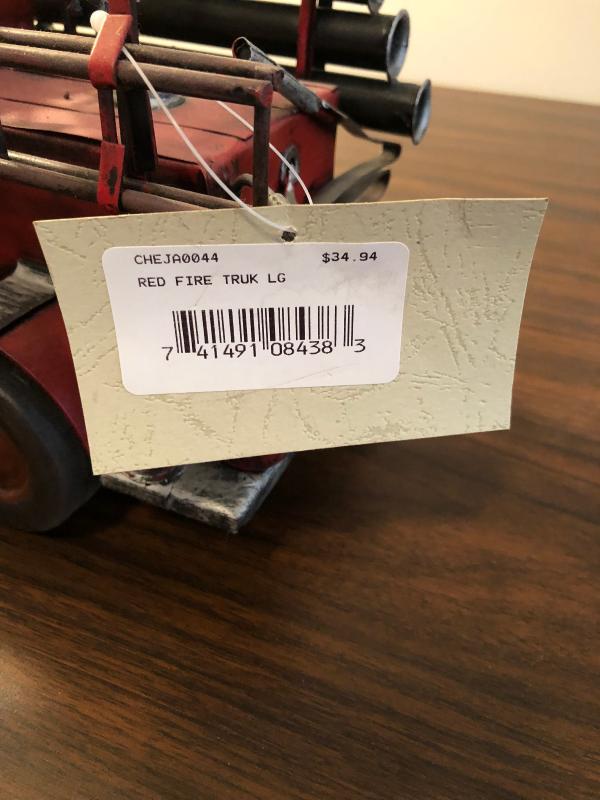 CHEJA0044 $34.94
RED FIRE TRUK LG
7 41491 08438 3